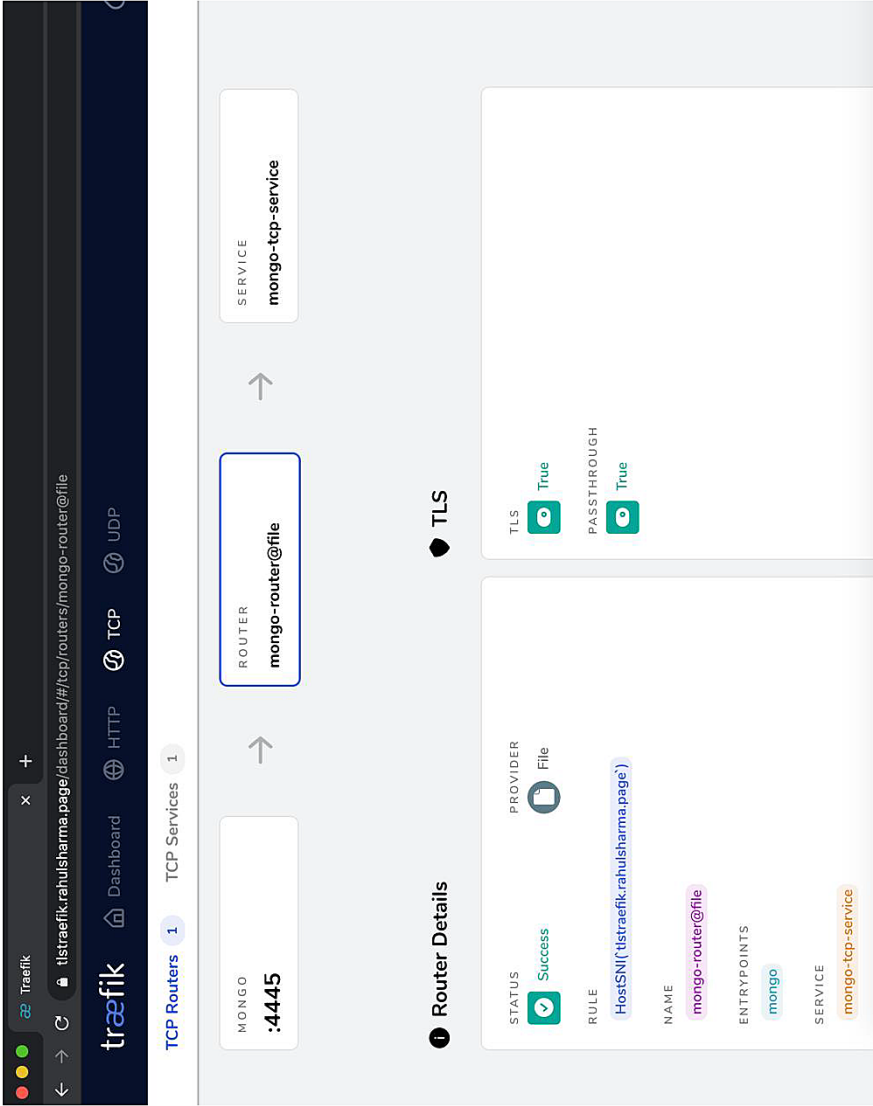 Traefik
tlstraefik.rahulsharma.page/dashboard/#/tcp/routers/mongo-router@file
træfik
Dashboard
HTTP
TCP
UDP
TCP Routers 1
TCP Services 1
MONGO
:4445
ROUTER
mongo-router@file
SERVICE
mongo-tcp-service
Router Details
STATUS
Success
PROVIDER
File
RULE
HostSNI(`tlstraefik.rahulsharma.page`)
NAME
mongo-router@file
ENTRYPOINTS
mongo
SERVICE
mongo-tcp-service
TLS
TLS
True
PASSTHROUGH
True